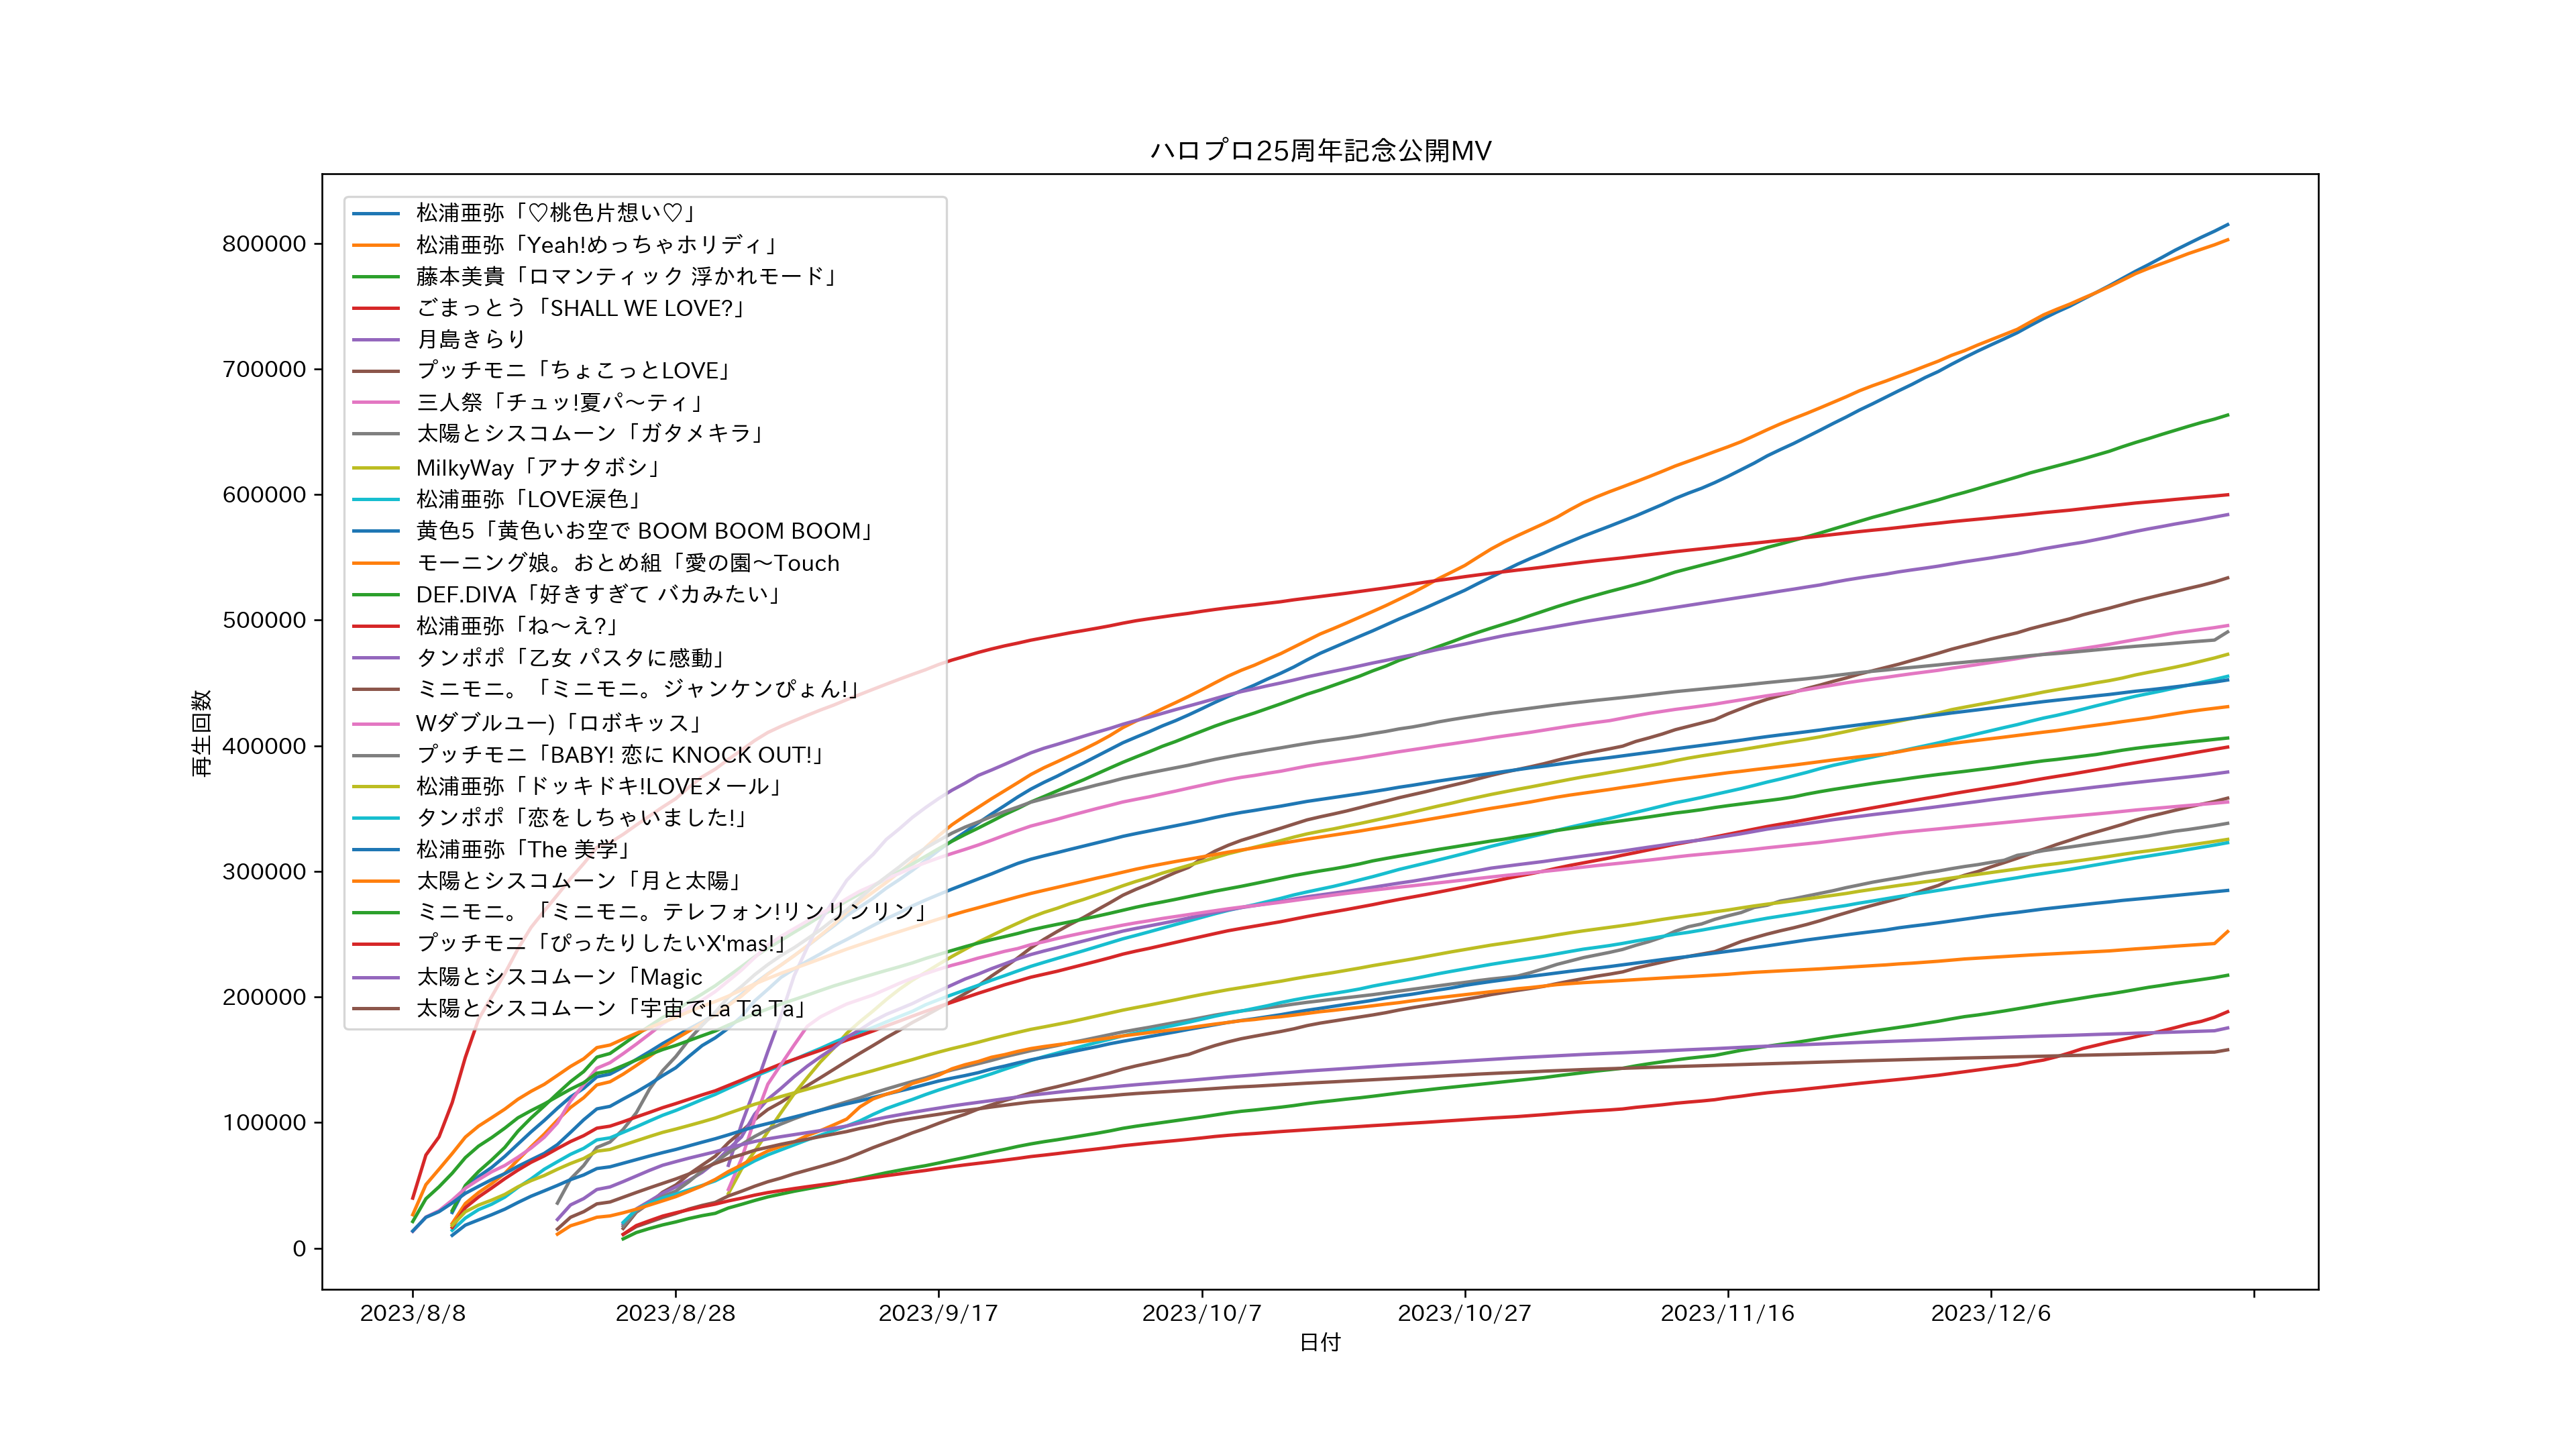 ハロプロ25周年記念公開MV
松浦亜弥「♡桃色片想い♡」
松浦亜弥「Yeah!めっちゃホリディ」
藤本美貴「ロマンティック 浮かれモード」
ごまっとう「SHALL WE LOVE?」
月島きらり
プッチモニ「ちょこっとLOVE」
三人祭「チュッ!夏パ〜ティ」
太陽とシスコムーン「ガタメキラ」
MilkyWay「アナタボシ」
松浦亜弥「LOVE涙色」
黄色5「黄色いお空で BOOM BOOM BOOM」
モーニング娘。おとめ組「愛の園〜Touch
DEF.DIVA「好きすぎて バカみたい」
松浦亜弥「ね〜え?」
タンポポ「乙女 パスタに感動」
ミニモニ。「ミニモニ。ジャンケンぴょん!」
Wダブルユー)「ロボキッス」
プッチモニ「BABY! 恋に KNOCK OUT!」
松浦亜弥「ドッキドキ!LOVEメール」
タンポポ「恋をしちゃいました!」
松浦亜弥「The 美学」
太陽とシスコムーン「月と太陽」
ミニモニ。「ミニモニ。テレフォン!リンリンリン」
プッチモニ「ぴったりしたいX'mas!」
太陽とシスコムーン「Magic
太陽とシスコムーン「宇宙でLa Ta Ta」
再生回数
800000
700000
600000
500000
400000
300000
200000
100000
0
2023/8/8 2023/8/28 2023/9/17 2023/10/7 2023/10/27 2023/11/16 2023/12/6
日付